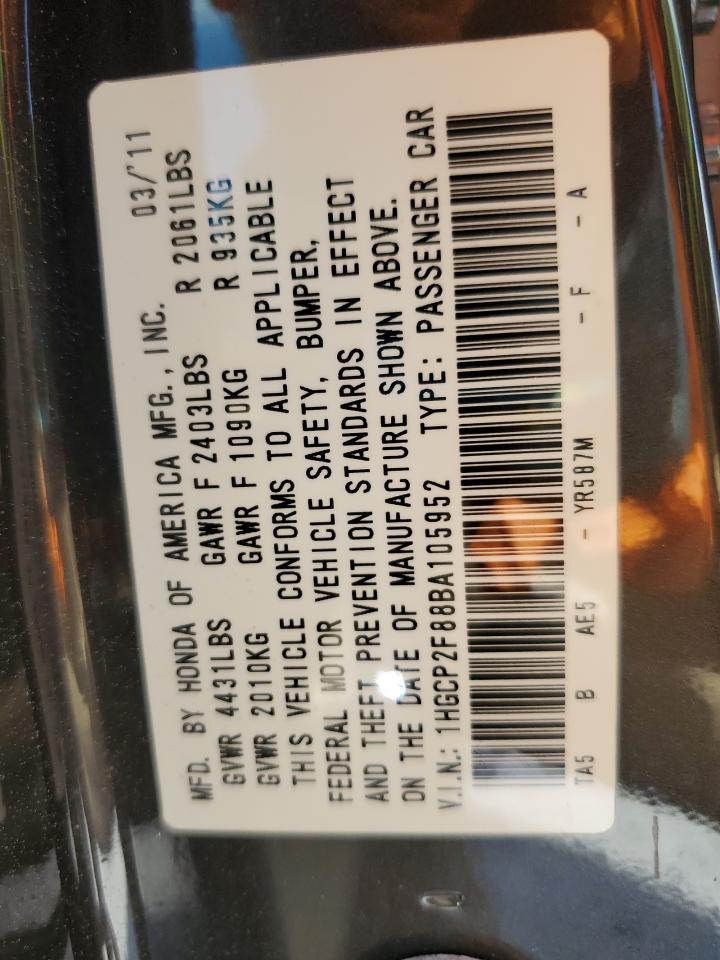 MFD. BY HONDA OF AMERICA MFG., INC. 03/'11
GVWR 4431LBS GAWR F 2403LBS R 2061LBS
GVWR 2010KG GAWR F 1090KG R 935KG
THIS VEHICLE CONFORMS TO ALL APPLICABLE
FEDERAL MOTOR VEHICLE SAFETY, BUMPER,
AND THEFT PREVENTION STANDARDS IN EFFECT
ON THE DATE OF MANUFACTURE SHOWN ABOVE.
V.I.N.: 1HGCP2F88BA105952 TYPE: PASSENGER CAR
TA5 B AE5 - YR587M - F - A